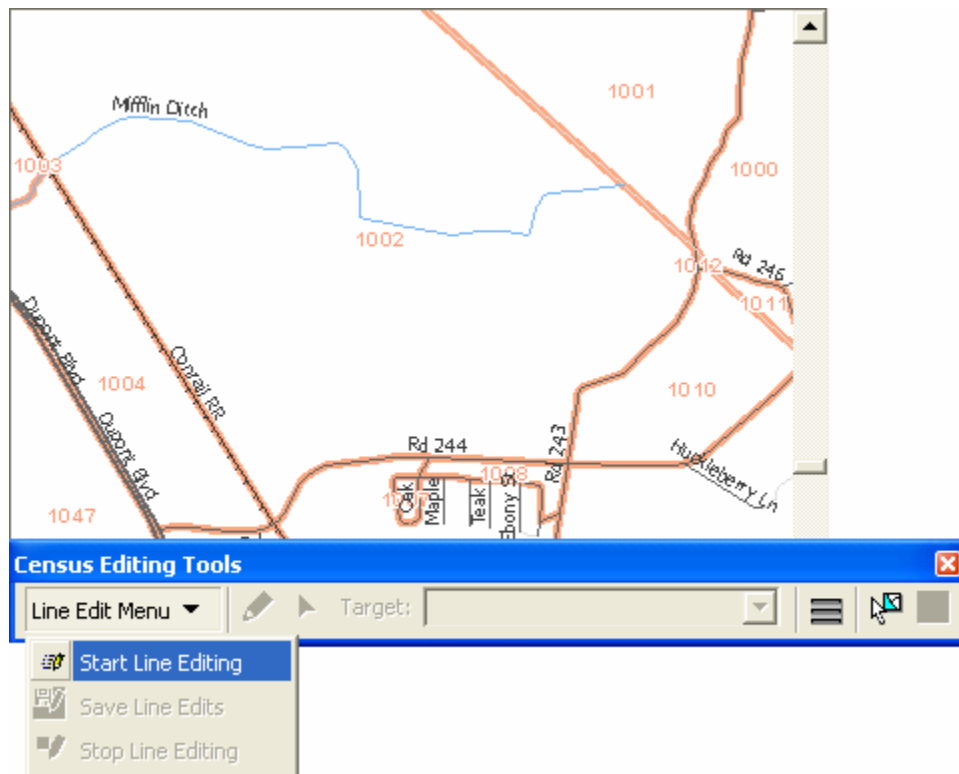 1001
Mifflin Ditch
1003
1000
1002
1012
Rd 246
1011
Dupont Blvd
Conrail RR
1004
1010
Dupont Blvd
Rd 244
Rd 243
1008
Huckleberry Ln
Oak
Maple
Teak
Ebony St
1047
Census Editing Tools
Line Edit Menu
Target:
Start Line Editing
Save Line Edits
Stop Line Editing